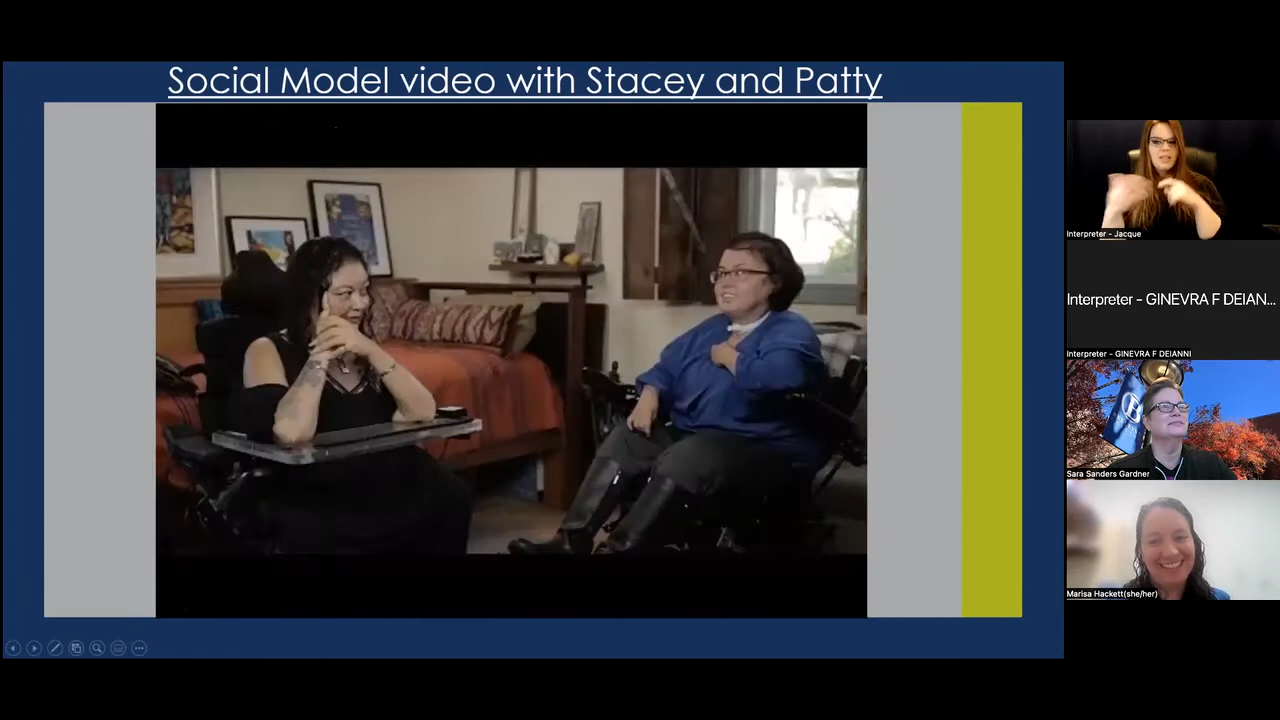 Social Model video with Stacey and Patty
Interpreter - Jacque
Interpreter - GINEVRA F DEIAN...
Interpreter - GINEVRA F DEIANNI
Sara Sanders Gardner
Marisa Hackett(she/her)